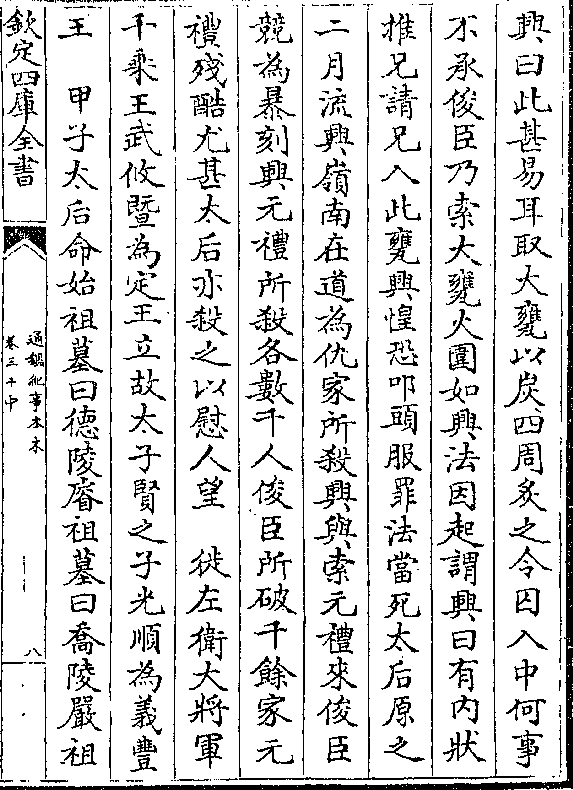 興曰此甚易耳取大甕以炭四周炙之令囚入中何事
不承俊臣乃索大甕火圍如興法因起謂興曰有内狀
推兄請兄入此甕興惶恐叩頭服罪法當死太后原之
二月流興嶺南在道為仇家所殺興與索元禮來俊臣
競為暴刻興元禮所殺各數千人俊臣所破千餘家元
禮殘酷尤甚太后亦殺之以慰人望　徙左衛大將軍
千乘王武攸暨為定王立故太子賢之子光順為義豐
王　甲子太后命始祖墓曰德陵睿祖墓曰喬陵嚴祖
欽定四庫全書
通鑑紀事本末
卷三十中
八